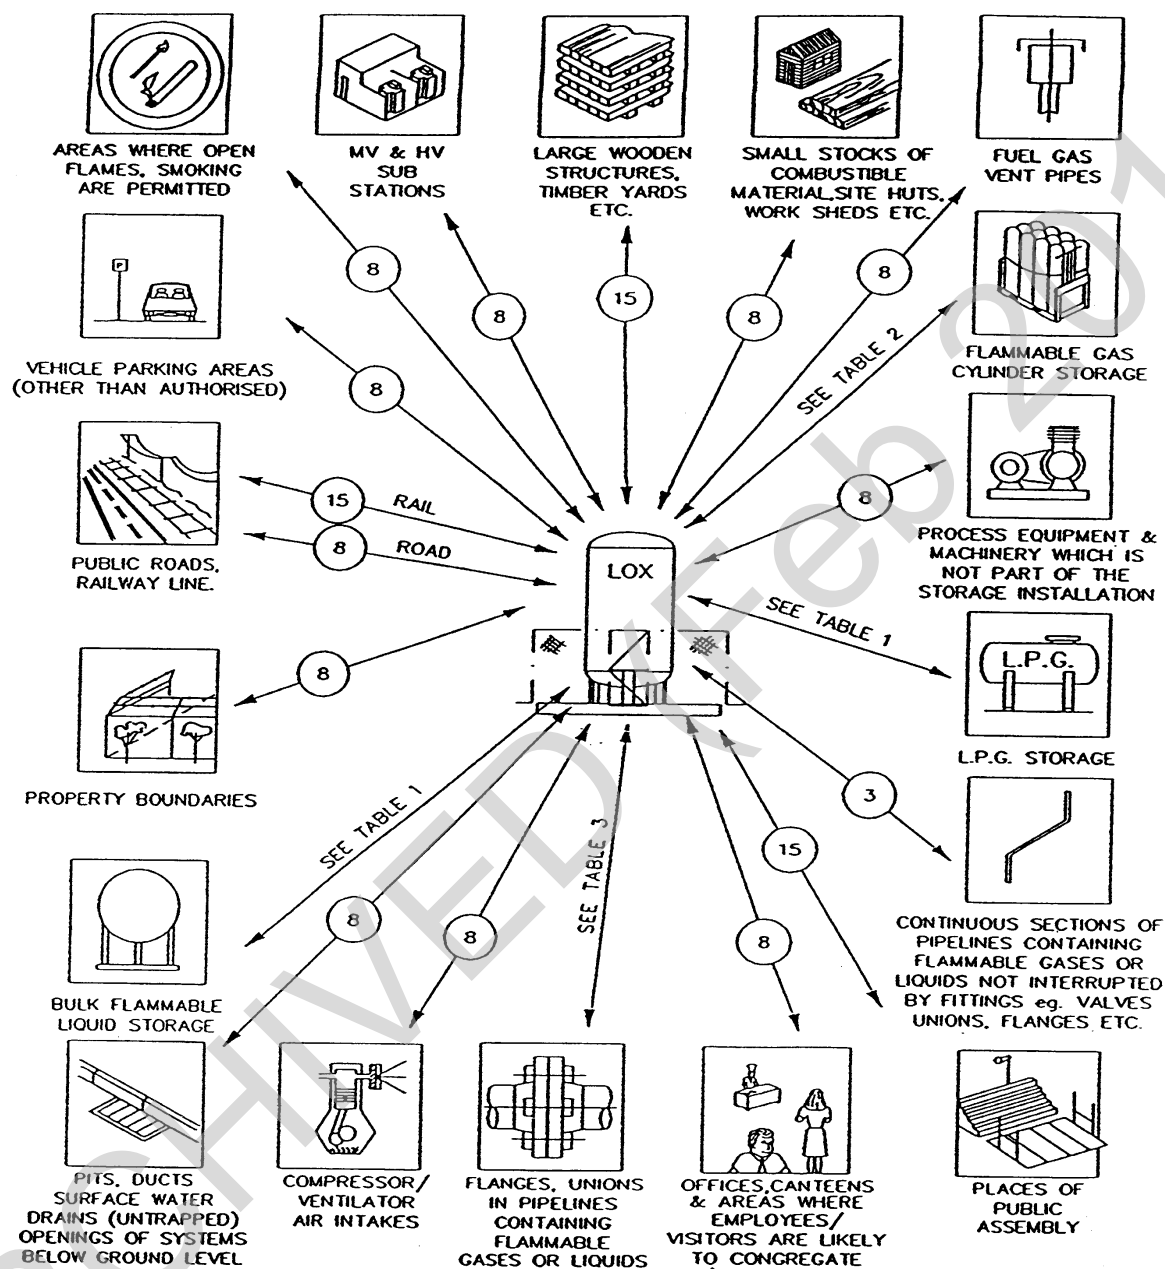 AREAS WHERE OPEN
FLAMES, SMOKING
ARE PERMITTED
MV & HV
SUB
STATIONS
LARGE WOODEN
STRUCTURES,
TIMBER YARDS
ETC.
SMALL STOCKS OF
COMBUSTIBLE
MATERIAL,SITE HUTS,
WORK SHEDS ETC.
FUEL GAS
VENT PIPES
8
8
15
8
8
P
VEHICLE PARKING AREAS
(OTHER THAN AUTHORISED)
8
SEE TABLE 2
FLAMMABLE GAS
CYLINDER STORAGE
15
RAIL
8
ROAD
PUBLIC ROADS,
RAILWAY LINE.
LOX
8
PROCESS EQUIPMENT &
MACHINERY WHICH IS
NOT PART OF THE
STORAGE INSTALLATION
SEE TABLE 1
L.P.G.
L.P.G. STORAGE
8
PROPERTY BOUNDARIES
SEE TABLE 1
8
8
SEE TABLE 3
8
15
3
BULK FLAMMABLE
LIQUID STORAGE
CONTINUOUS SECTIONS OF
PIPELINES CONTAINING
FLAMMABLE GASES OR
LIQUIDS NOT INTERRUPTED
BY FITTINGS eg. VALVES
UNIONS, FLANGES ETC.
PITS, DUCTS
SURFACE WATER
DRAINS (UNTRAPPED)
OPENINGS OF SYSTEMS
BELOW GROUND LEVEL
COMPRESSOR/
VENTILATOR
AIR INTAKES
FLANGES, UNIONS
IN PIPELINES
CONTAINING
FLAMMABLE
GASES OR LIQUIDS
OFFICES,CANTEENS
& AREAS WHERE
EMPLOYEES/
VISITORS ARE LIKELY
TO CONGREGATE
PLACES OF
PUBLIC
ASSEMBLY
CHIVED (Feb 201